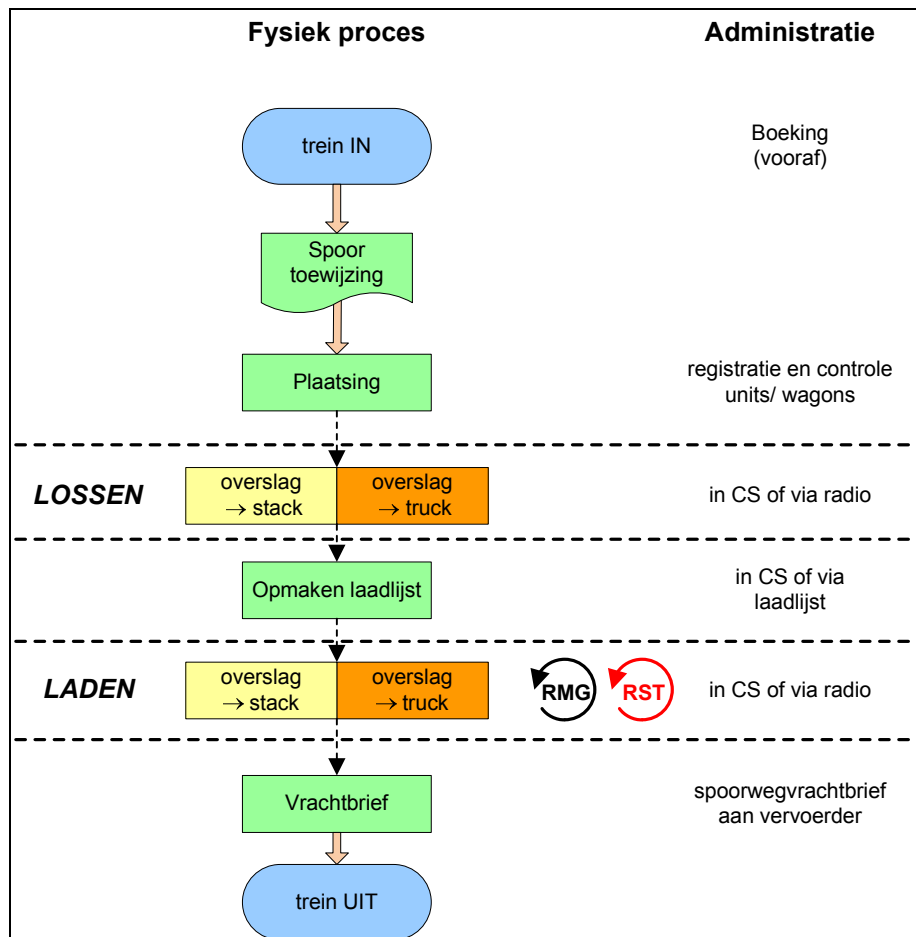 Fysiek proces
Administratie
trein IN
Boeking
(vooraf)
Spoor
toewijzing
Plaatsing
registratie en controle
units/ wagons
LOSSEN
overslag
→ stack
overslag
→ truck
in CS of via radio
Opmaken laadlijst
in CS of via
laadlijst
LADEN
overslag
→ stack
overslag
→ truck
RMG
RST
in CS of via radio
Vrachtbrief
spoorwegvrachtbrief
aan vervoerder
trein UIT